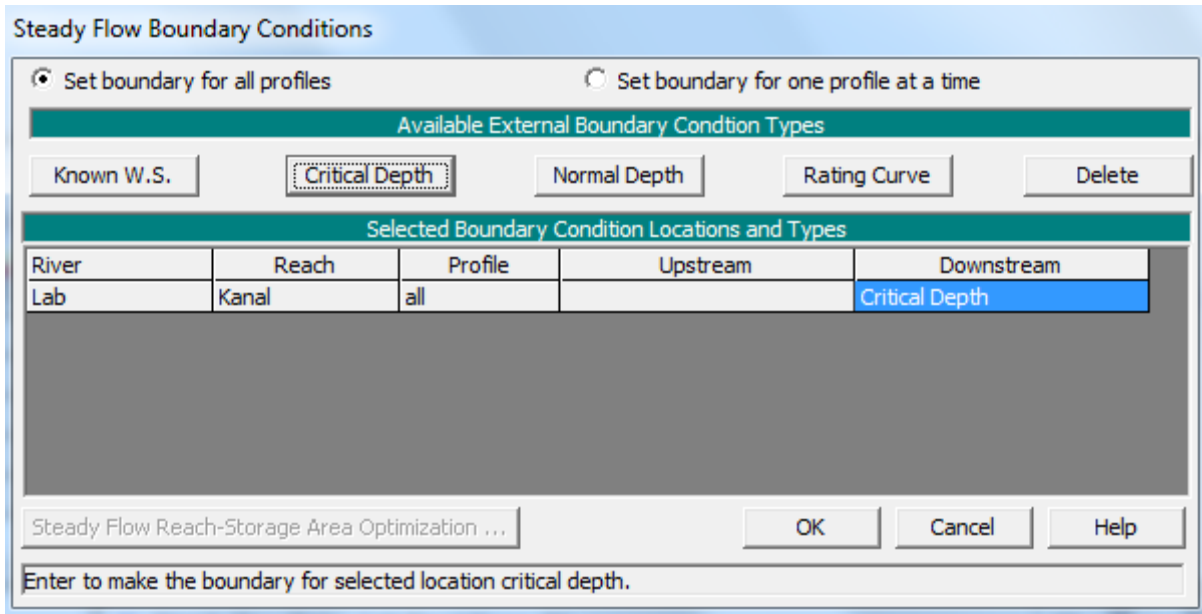 Steady Flow Boundary Conditions
Set boundary for all profiles Set boundary for one profile at a time
Available External Boundary Condtion Types
Known W.S. Critical Depth Normal Depth Rating Curve Delete
Selected Boundary Condition Locations and Types
River Reach Profile Upstream Downstream
Lab Kanal all Critical Depth
Steady Flow Reach-Storage Area Optimization ... OK Cancel Help
Enter to make the boundary for selected location critical depth.